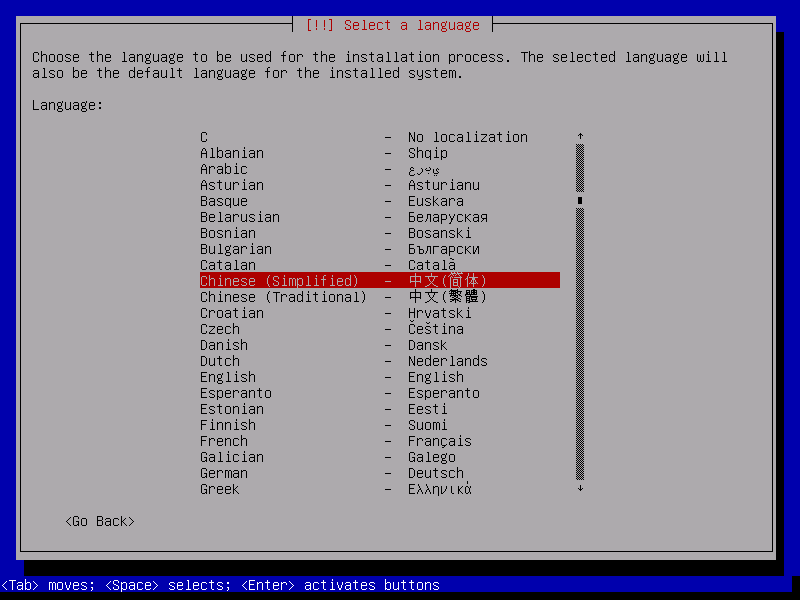 [!!] Select a language
Choose the language to be used for the installation process. The selected language will
also be the default language for the installed system.
Language:
C - No localization
Albanian - Shqip
Arabic - عربي
Asturian - Asturianu
Basque - Euskara
Belarusian - Беларуская
Bosnian - Bosanski
Bulgarian - Български
Catalan - Català
Chinese (Simplified) - 中文(简体)
Chinese (Traditional) - 中文(繁體)
Croatian - Hrvatski
Czech - Čeština
Danish - Dansk
Dutch - Nederlands
English - English
Esperanto - Esperanto
Estonian - Eesti
Finnish - Suomi
French - Français
Galician - Galego
German - Deutsch
Greek - Ελληνικά
<Go Back>
<Tab> moves; <Space> selects; <Enter> activates buttons